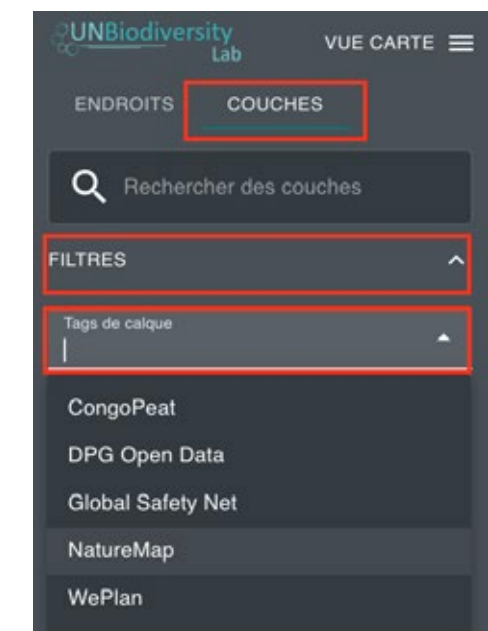 UNBiodiversity
Lab
VUE CARTE
ENDROITS COUCHES
Rechercher des couches
FILTRES
Tags de calque
CongoPeat
DPG Open Data
Global Safety Net
NatureMap
WePlan